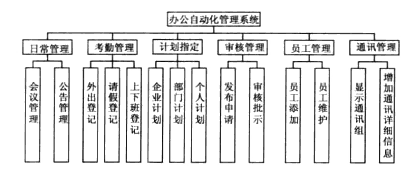 办公自动化管理系统
日常管理
考勤管理
计划指定
审核管理
员工管理
通讯管理
会议管理
公告管理
外出登记
请假登记
上下班登记
企业计划
部门计划
个人计划
发布申请
审核批示
员工添加
员工维护
显示通讯组
增加通讯详细信息